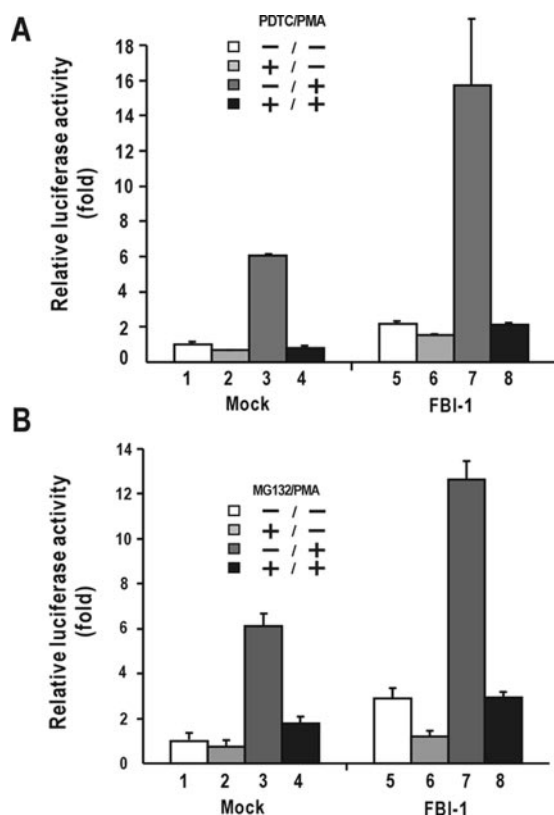 A
PDTC/PMA
− / −
+ / −
− / +
+ / +
Relative luciferase activity
(fold)
18
16
14
12
10
8
6
4
2
0
1 2 3 4 5 6 7 8
Mock FBI-1
B
MG132/PMA
− / −
+ / −
− / +
+ / +
Relative luciferase activity
(fold)
14
12
10
8
6
4
2
0
1 2 3 4 5 6 7 8
Mock FBI-1